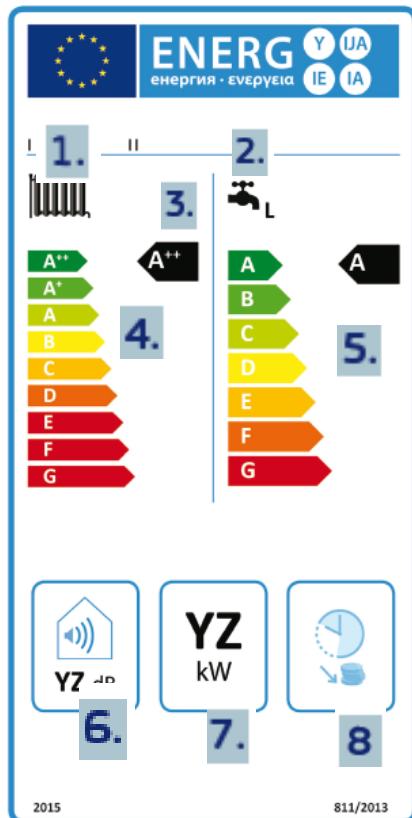 ENERG Y IJA
енергия · ενεργεια IE IA
I 1. II 2.
3. L
A++ A++ A A
A+ B
A 4. C 5.
B D
C E
D F
E G
F
G
YZ dB YZ
kW
6. 7. 8
2015 811/2013